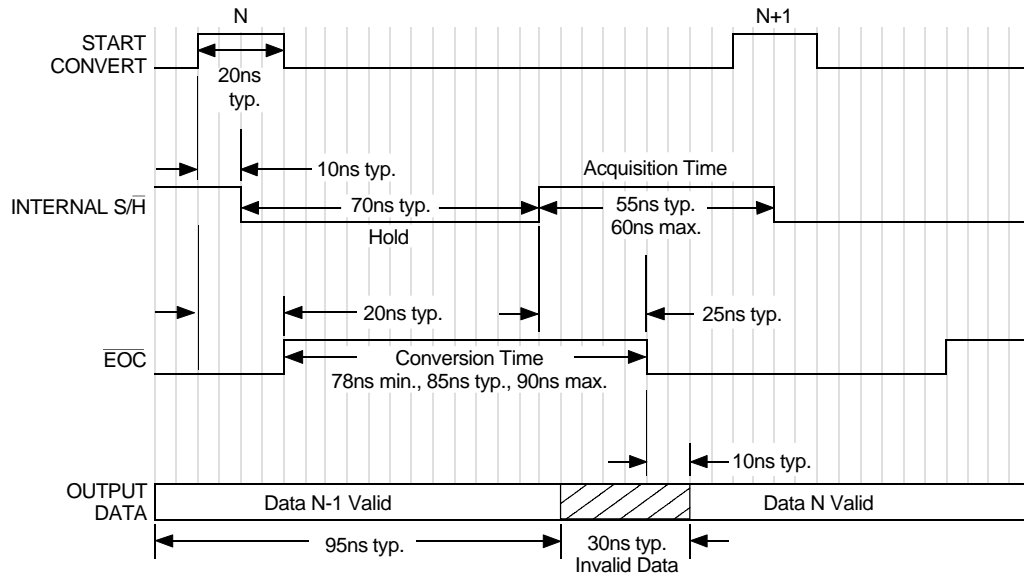 N
N+1
START
CONVERT
20ns
typ.
10ns typ.
Acquisition Time
INTERNAL S/H̅
70ns typ.
55ns typ.
60ns max.
Hold
20ns typ.
25ns typ.
E̅O̅C̅
Conversion Time
78ns min., 85ns typ., 90ns max.
10ns typ.
OUTPUT
DATA
Data N-1 Valid
Data N Valid
95ns typ.
30ns typ.
Invalid Data